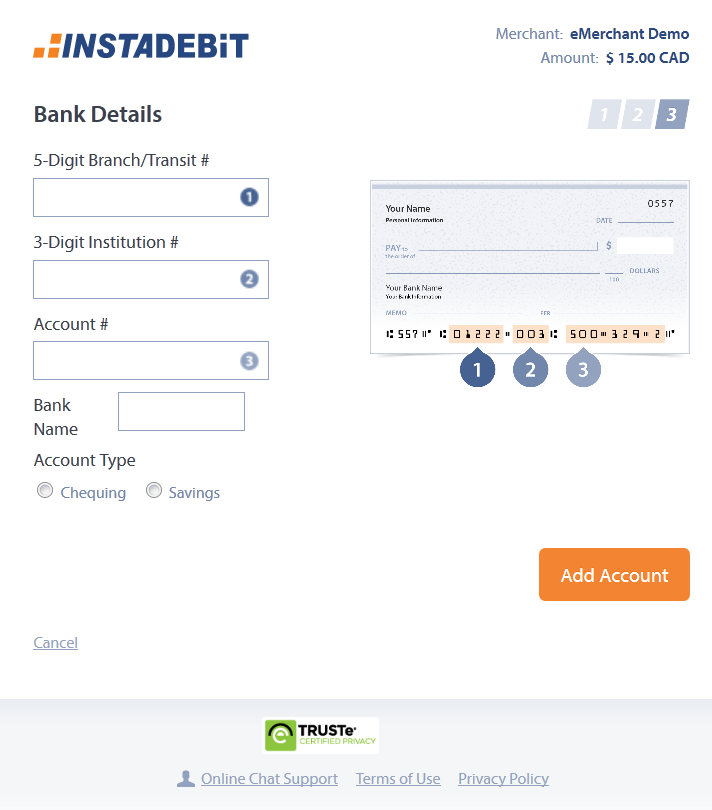 INSTADEBIT
Merchant: eMerchant Demo
Amount: $ 15.00 CAD
Bank Details
1 2 3
5-Digit Branch/Transit #
1
3-Digit Institution #
2
Account #
3
Bank
Name
Account Type
Chequing Savings
Your Name
Personal Information
0557
DATE
PAY to
the order of
$
100
DOLLARS
Your Bank Name
Your Bank Information
MEMO
PER
⑆557⑈ ⑆01222⑉003⑆ 500⑉329⑉2⑈
1 2 3
Add Account
Cancel
TRUSTe
CERTIFIED PRIVACY
Online Chat Support Terms of Use Privacy Policy